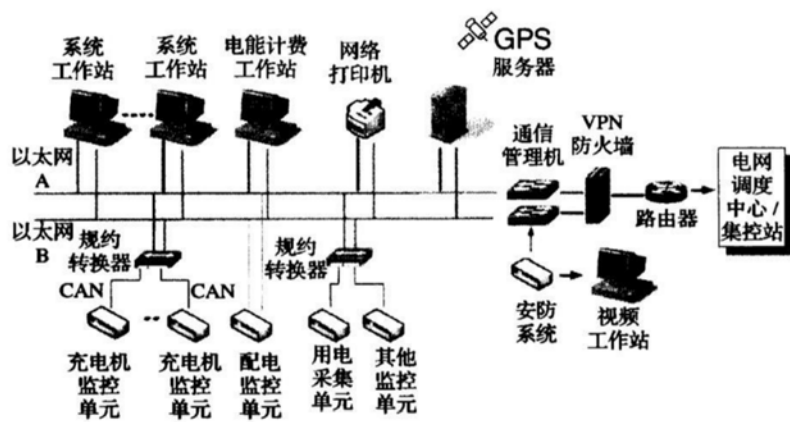 系统
工作站
系统
工作站
电能计费
工作站
网络
打印机
GPS
服务器
以太网
A
以太网
B
通信
管理机
VPN
防火墙
路由器
电网
调度
中心/
集控站
规约
转换器
规约
转换器
CAN
CAN
安防
系统
视频
工作站
充电机
监控
单元
充电机
监控
单元
配电
监控
单元
用电
采集
单元
其他
监控
单元